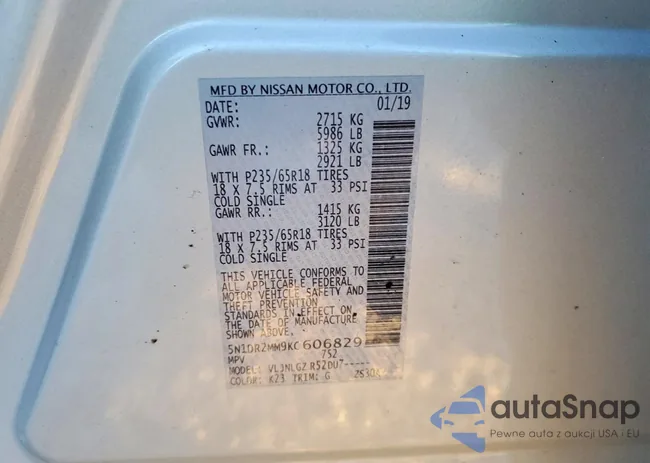 MFD BY NISSAN MOTOR CO., LTD.
DATE: 01/19
GVWR: 2715 KG
5986 LB
GAWR FR.: 1325 KG
2921 LB
WITH P235/65R18 TIRES
18 X 7.5 RIMS AT 33 PSI
COLD SINGLE
GAWR RR.: 1415 KG
3120 LB
WITH P235/65R18 TIRES
18 X 7.5 RIMS AT 33 PSI
COLD SINGLE
THIS VEHICLE CONFORMS TO
ALL APPLICABLE FEDERAL
MOTOR VEHICLE SAFETY AND
THEFT PREVENTION
STANDARDS IN EFFECT ON
THE DATE OF MANUFACTURE
SHOWN ABOVE.
5N1DR2MM9KC606829
MPV 752
MODEL: VLJNLGZ R52DU7-----
COLOR: K23 TRIM: G
autaSnap
Pewne auta z aukcji USA i EU